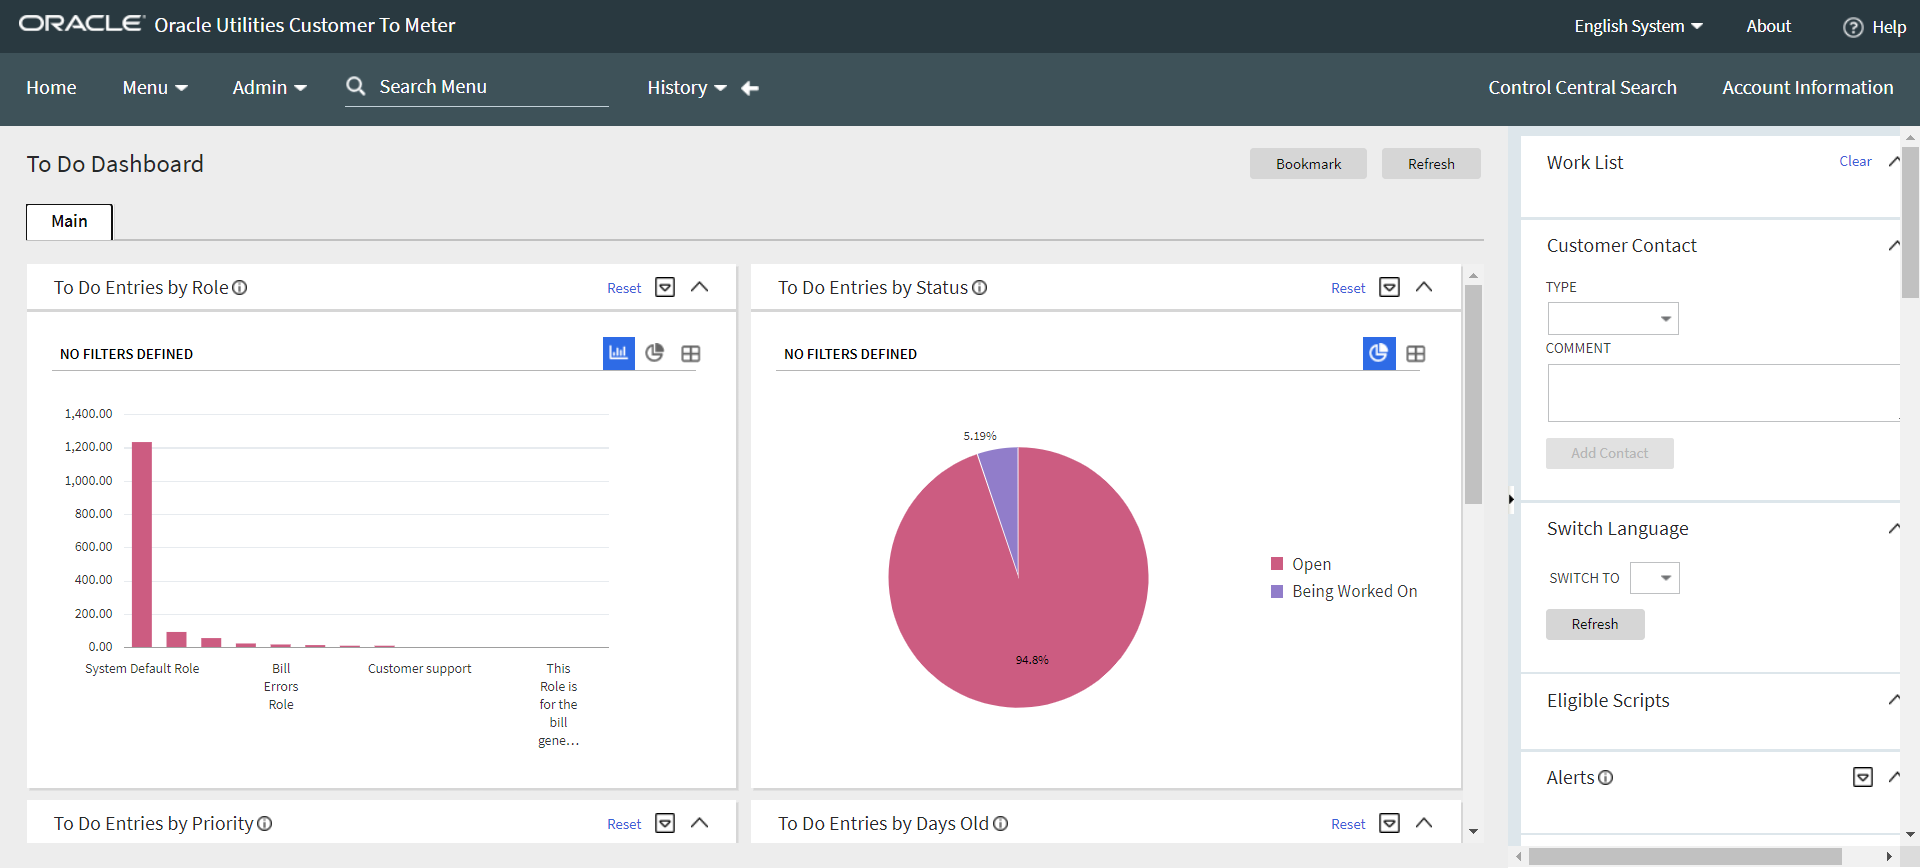 ORACLE Oracle Utilities Customer To Meter
English System
About
Help
Home
Menu
Admin
Search Menu
History
Control Central Search
Account Information
To Do Dashboard
Bookmark
Refresh
Main
To Do Entries by Role
Reset
NO FILTERS DEFINED
1,400.00
1,200.00
1,000.00
800.00
600.00
400.00
200.00
0.00
System Default Role
Bill
Errors
Role
Customer support
This
Role is
for the
bill
gene...
To Do Entries by Status
Reset
NO FILTERS DEFINED
5.19%
94.8%
Open
Being Worked On
To Do Entries by Priority
Reset
To Do Entries by Days Old
Reset
Work List
Clear
Customer Contact
TYPE
COMMENT
Add Contact
Switch Language
SWITCH TO
Refresh
Eligible Scripts
Alerts